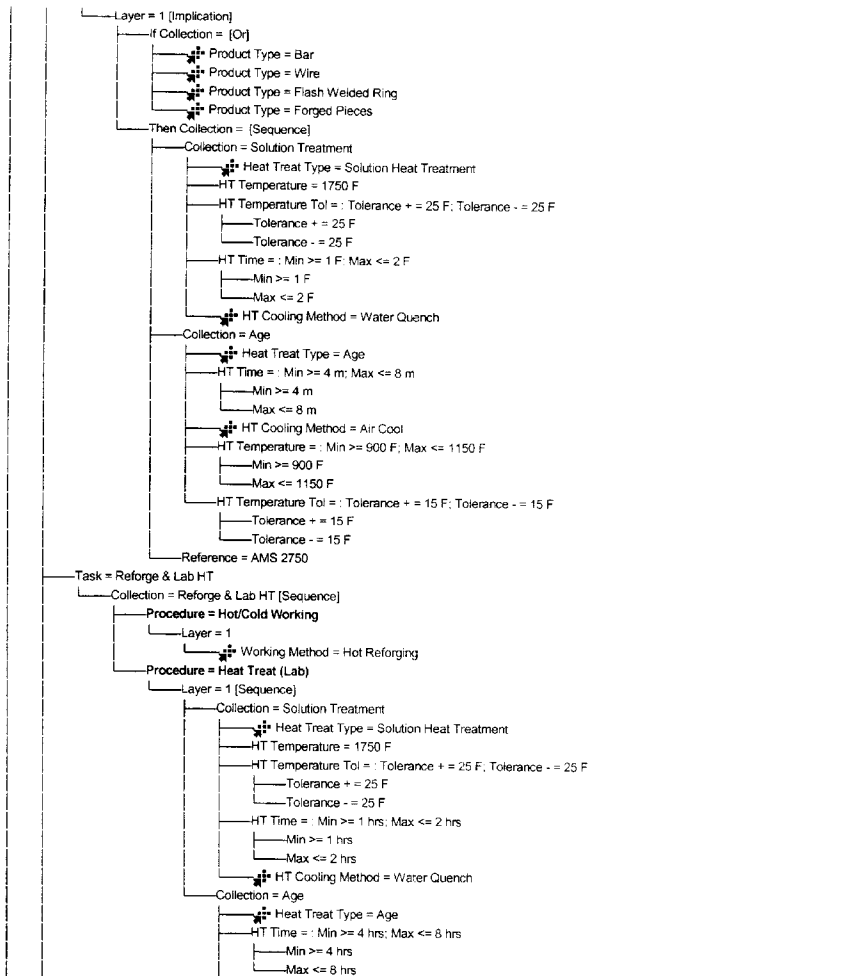 Layer = 1 [Implication]
If Collection = [Or]
Product Type = Bar
Product Type = Wire
Product Type = Flash Welded Ring
Product Type = Forged Pieces
Then Collection = [Sequence]
Collection = Solution Treatment
Heat Treat Type = Solution Heat Treatment
HT Temperature = 1750 F
HT Temperature Tol = : Tolerance + = 25 F; Tolerance - = 25 F
Tolerance + = 25 F
Tolerance - = 25 F
HT Time = : Min >= 1 F; Max <= 2 F
Min >= 1 F
Max <= 2 F
HT Cooling Method = Water Quench
Collection = Age
Heat Treat Type = Age
HT Time = : Min >= 4 m; Max <= 8 m
Min >= 4 m
Max <= 8 m
HT Cooling Method = Air Cool
HT Temperature = : Min >= 900 F; Max <= 1150 F
Min >= 900 F
Max <= 1150 F
HT Temperature Tol = : Tolerance + = 15 F; Tolerance - = 15 F
Tolerance + = 15 F
Tolerance - = 15 F
Reference = AMS 2750
Task = Reforge & Lab HT
Collection = Reforge & Lab HT [Sequence]
Procedure = Hot/Cold Working
Layer = 1
Working Method = Hot Reforging
Procedure = Heat Treat (Lab)
Layer = 1 [Sequence]
Collection = Solution Treatment
Heat Treat Type = Solution Heat Treatment
HT Temperature = 1750 F
HT Temperature Tol = : Tolerance + = 25 F; Tolerance - = 25 F
Tolerance + = 25 F
Tolerance - = 25 F
HT Time = : Min >= 1 hrs; Max <= 2 hrs
Min >= 1 hrs
Max <= 2 hrs
HT Cooling Method = Water Quench
Collection = Age
Heat Treat Type = Age
HT Time = : Min >= 4 hrs; Max <= 8 hrs
Min >= 4 hrs
Max <= 8 hrs